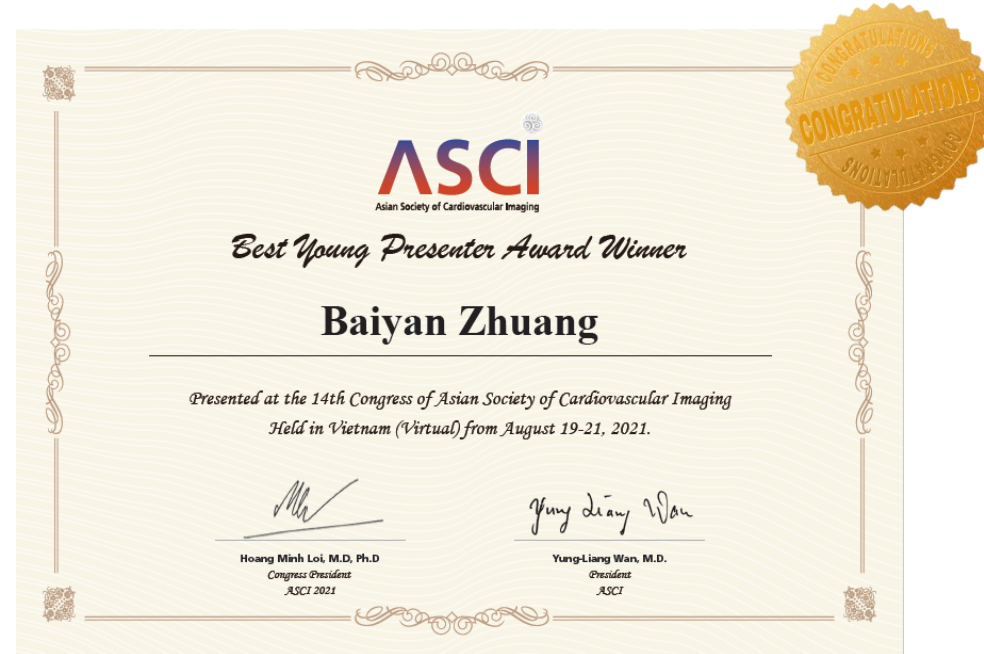 CONGRATULATIONS
CONGRATULATIONS
CONGRATULATIONS
ASCI
Asian Society of Cardiovascular Imaging
Best Young Presenter Award Winner
Baiyan Zhuang
Presented at the 14th Congress of Asian Society of Cardiovascular Imaging
Held in Vietnam (Virtual) from August 19-21, 2021.
Yung Liang Wan
Hoang Minh Loi, M.D, Ph.D
Congress President
ASCI 2021
Yung-Liang Wan, M.D.
President
ASCI